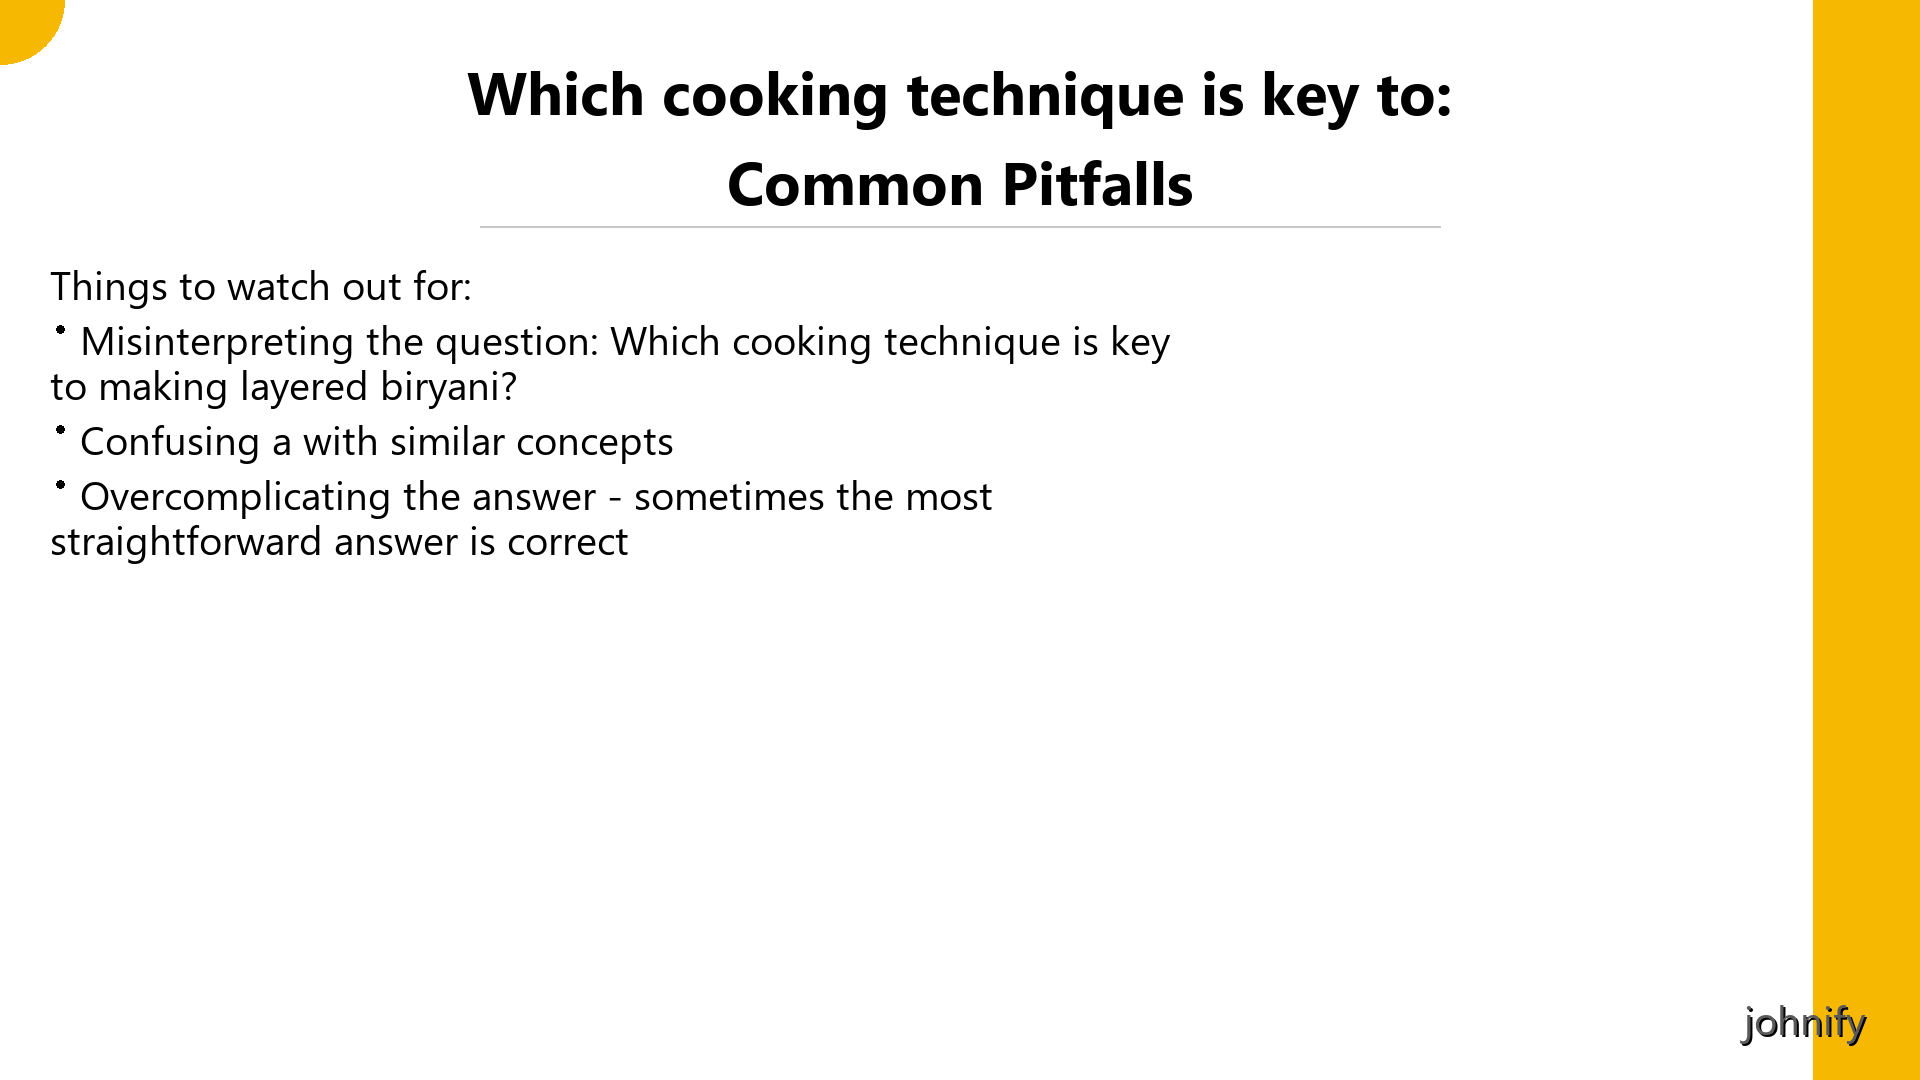 Which cooking technique is key to:
Common Pitfalls
Things to watch out for:
• Misinterpreting the question: Which cooking technique is key
to making layered biryani?
• Confusing a with similar concepts
• Overcomplicating the answer - sometimes the most
straightforward answer is correct
johnify